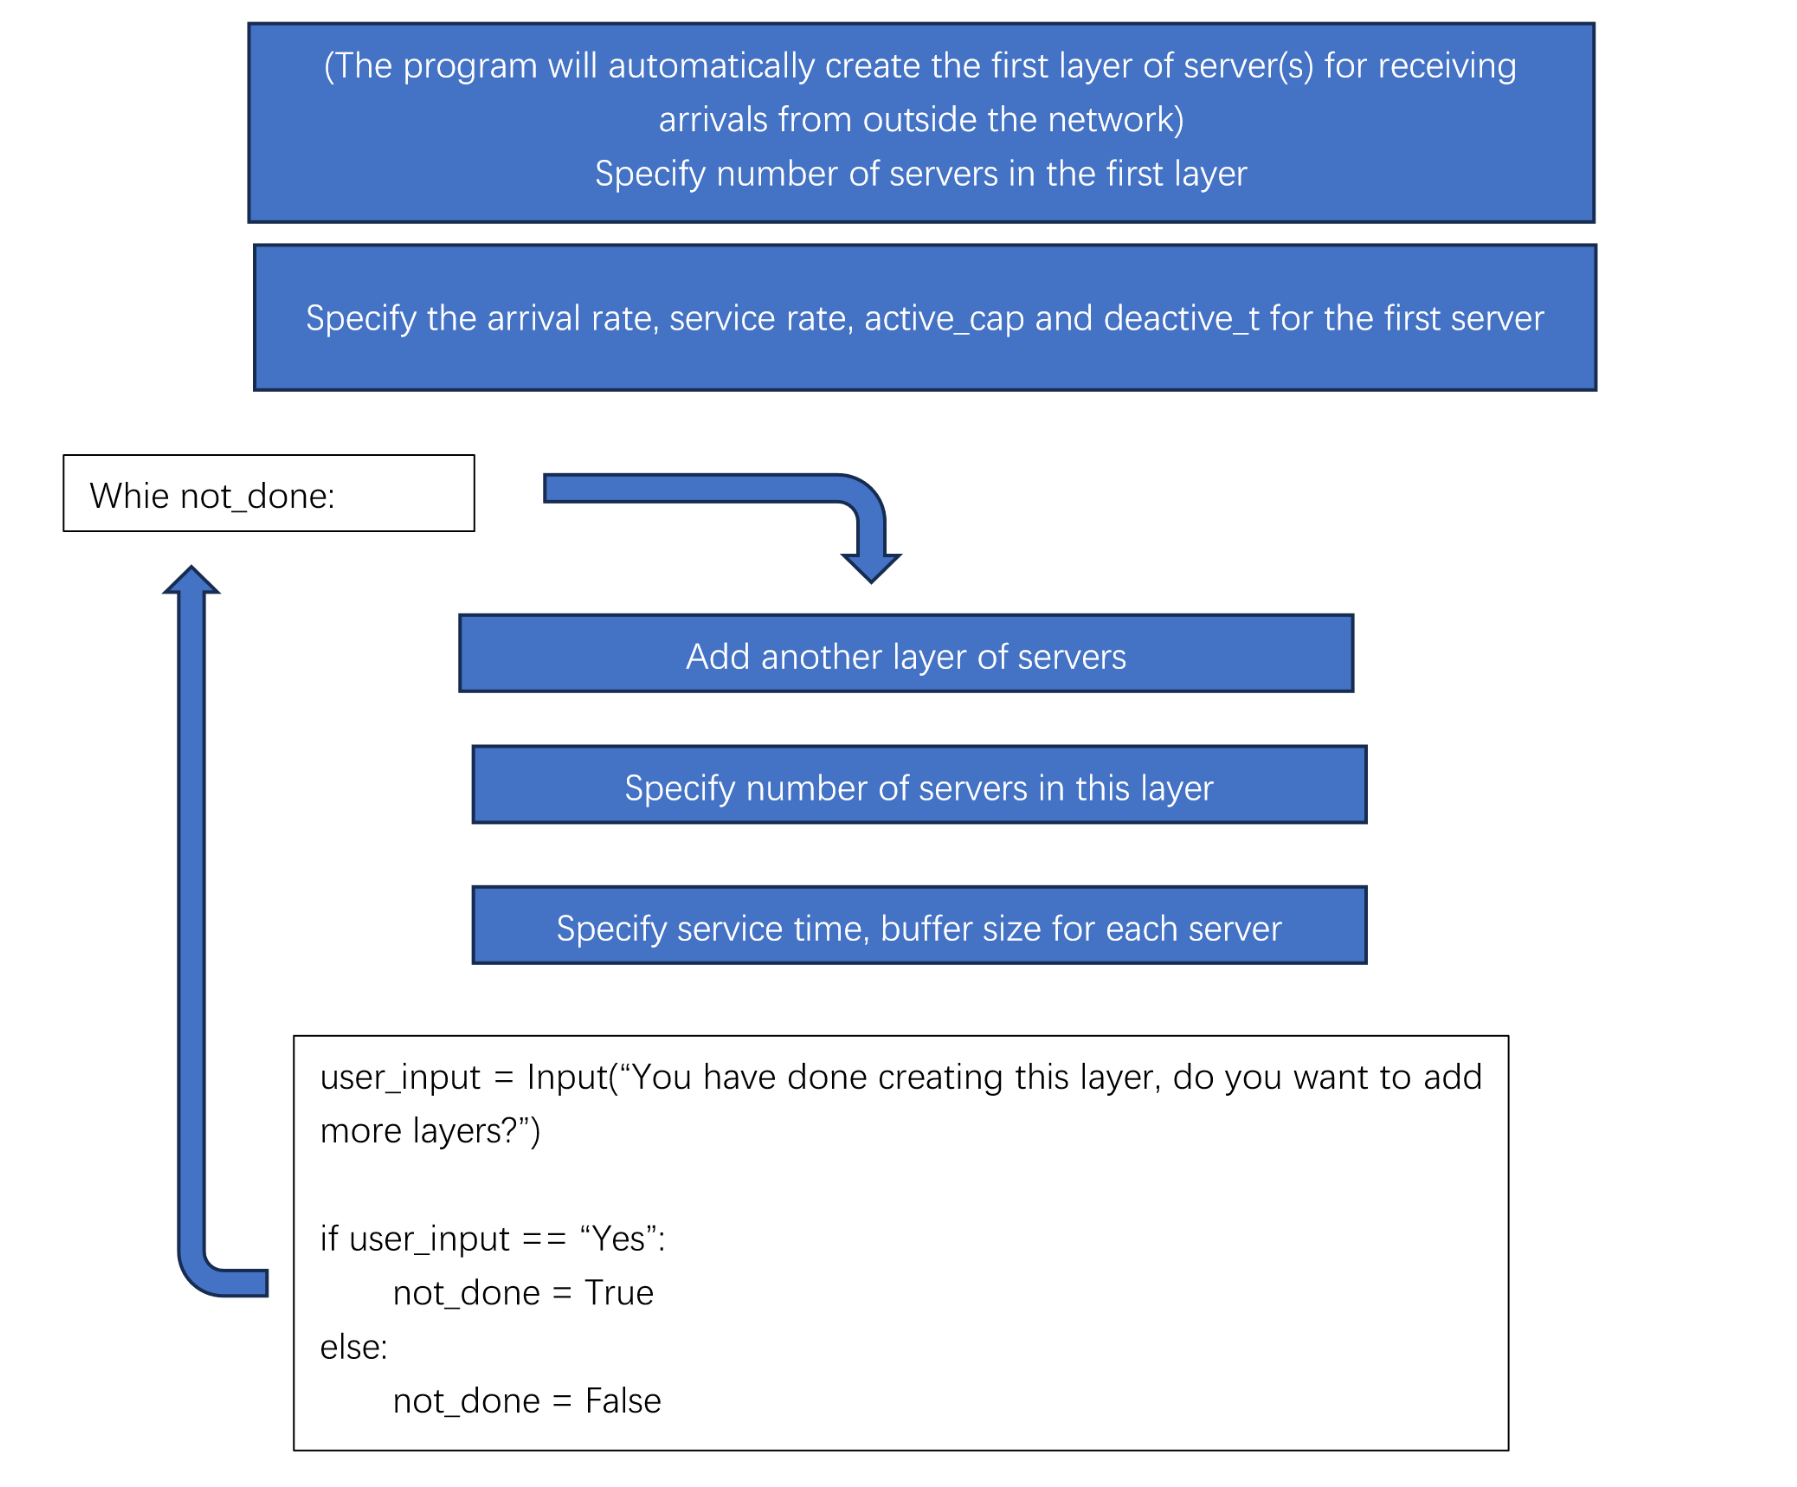 (The program will automatically create the first layer of server(s) for receiving
arrivals from outside the network)
Specify number of servers in the first layer
Specify the arrival rate, service rate, active_cap and deactive_t for the first server
Whie not_done:
Add another layer of servers
Specify number of servers in this layer
Specify service time, buffer size for each server
user_input = Input(“You have done creating this layer, do you want to add
more layers?”)
if user_input == “Yes”:
not_done = True
else:
not_done = False